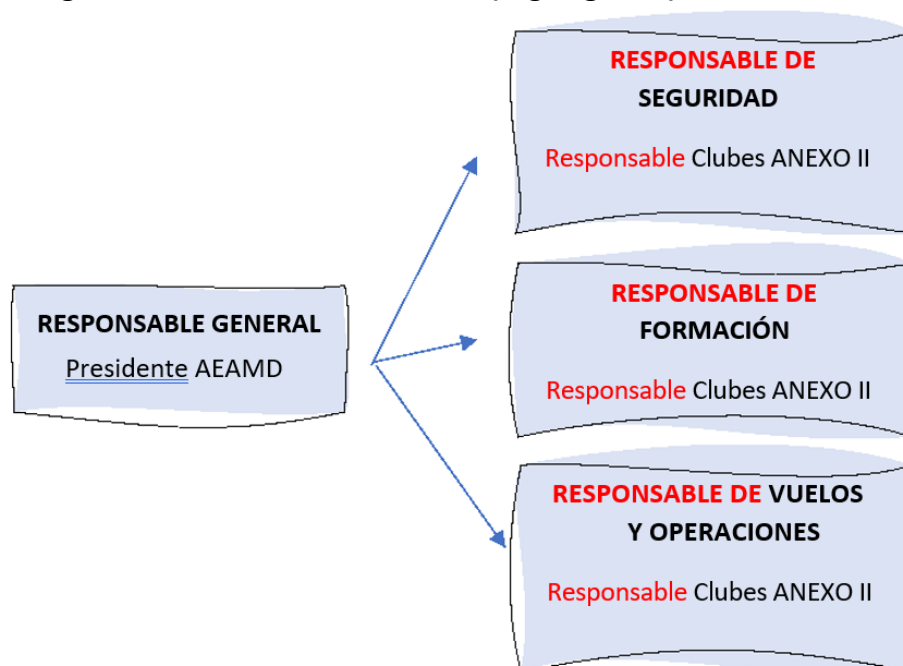 RESPONSABLE GENERAL
Presidente AEAMD
RESPONSABLE DE
SEGURIDAD
Responsable Clubes ANEXO II
RESPONSABLE DE
FORMACIÓN
Responsable Clubes ANEXO II
RESPONSABLE DE VUELOS
Y OPERACIONES
Responsable Clubes ANEXO II